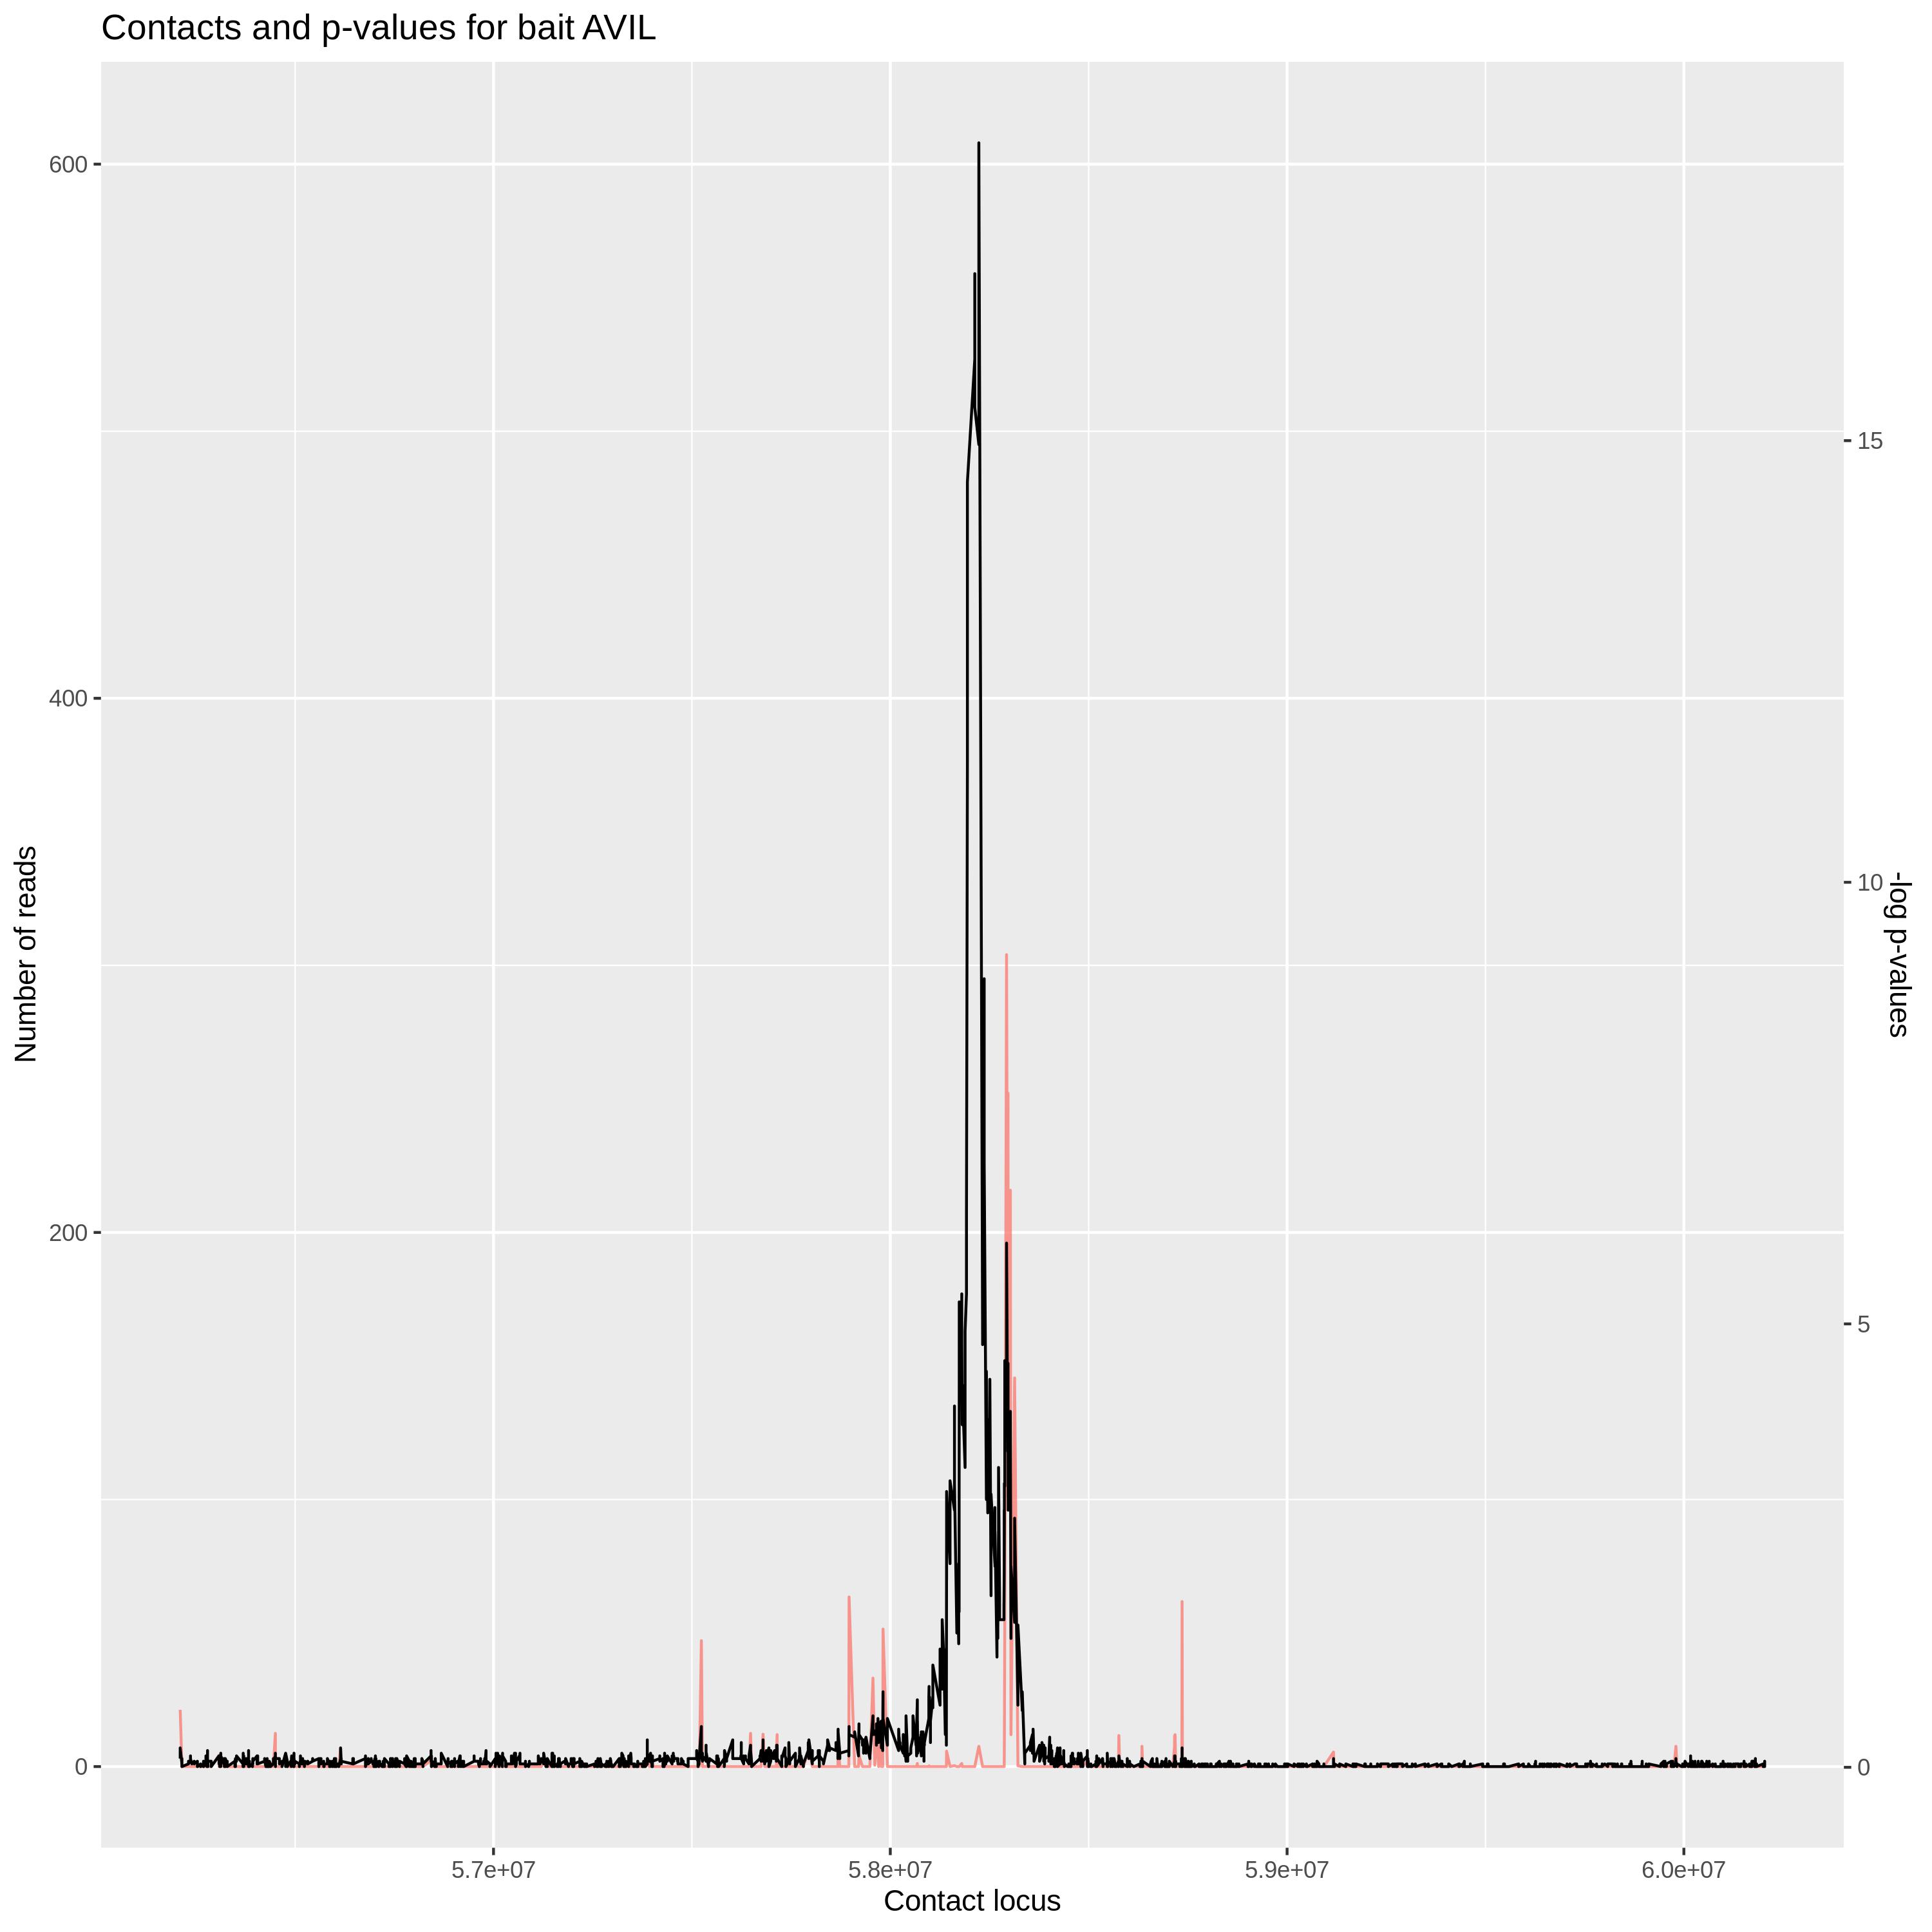 Contacts and p-values for bait AVIL
600
400
200
0
Number of reads
15
10
5
0
-log p-values
5.7e+07
5.8e+07
5.9e+07
6.0e+07
Contact locus